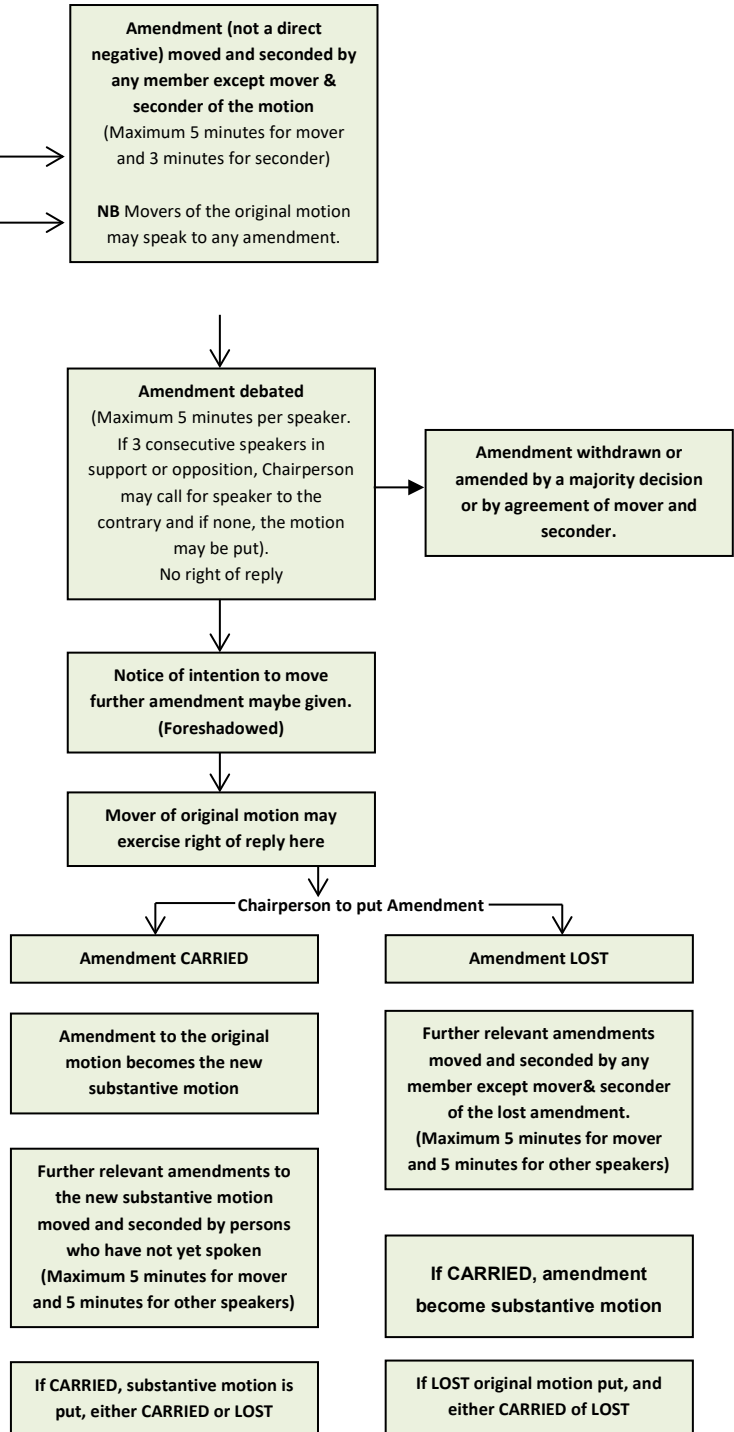 Amendment (not a direct
negative) moved and seconded by
any member except mover &
seconder of the motion
(Maximum 5 minutes for mover
and 3 minutes for seconder)
NB Movers of the original motion
may speak to any amendment.
Amendment debated
(Maximum 5 minutes per speaker.
If 3 consecutive speakers in
support or opposition, Chairperson
may call for speaker to the
contrary and if none, the motion
may be put).
No right of reply
Amendment withdrawn or
amended by a majority decision
or by agreement of mover and
seconder.
Notice of intention to move
further amendment maybe given.
(Foreshadowed)
Mover of original motion may
exercise right of reply here
Chairperson to put Amendment
Amendment CARRIED
Amendment to the original
motion becomes the new
substantive motion
Further relevant amendments to
the new substantive motion
moved and seconded by persons
who have not yet spoken
(Maximum 5 minutes for mover
and 5 minutes for other speakers)
If CARRIED, substantive motion is
put, either CARRIED or LOST
Amendment LOST
Further relevant amendments
moved and seconded by any
member except mover& seconder
of the lost amendment.
(Maximum 5 minutes for mover
and 5 minutes for other speakers)
If CARRIED, amendment
become substantive motion
If LOST original motion put, and
either CARRIED of LOST